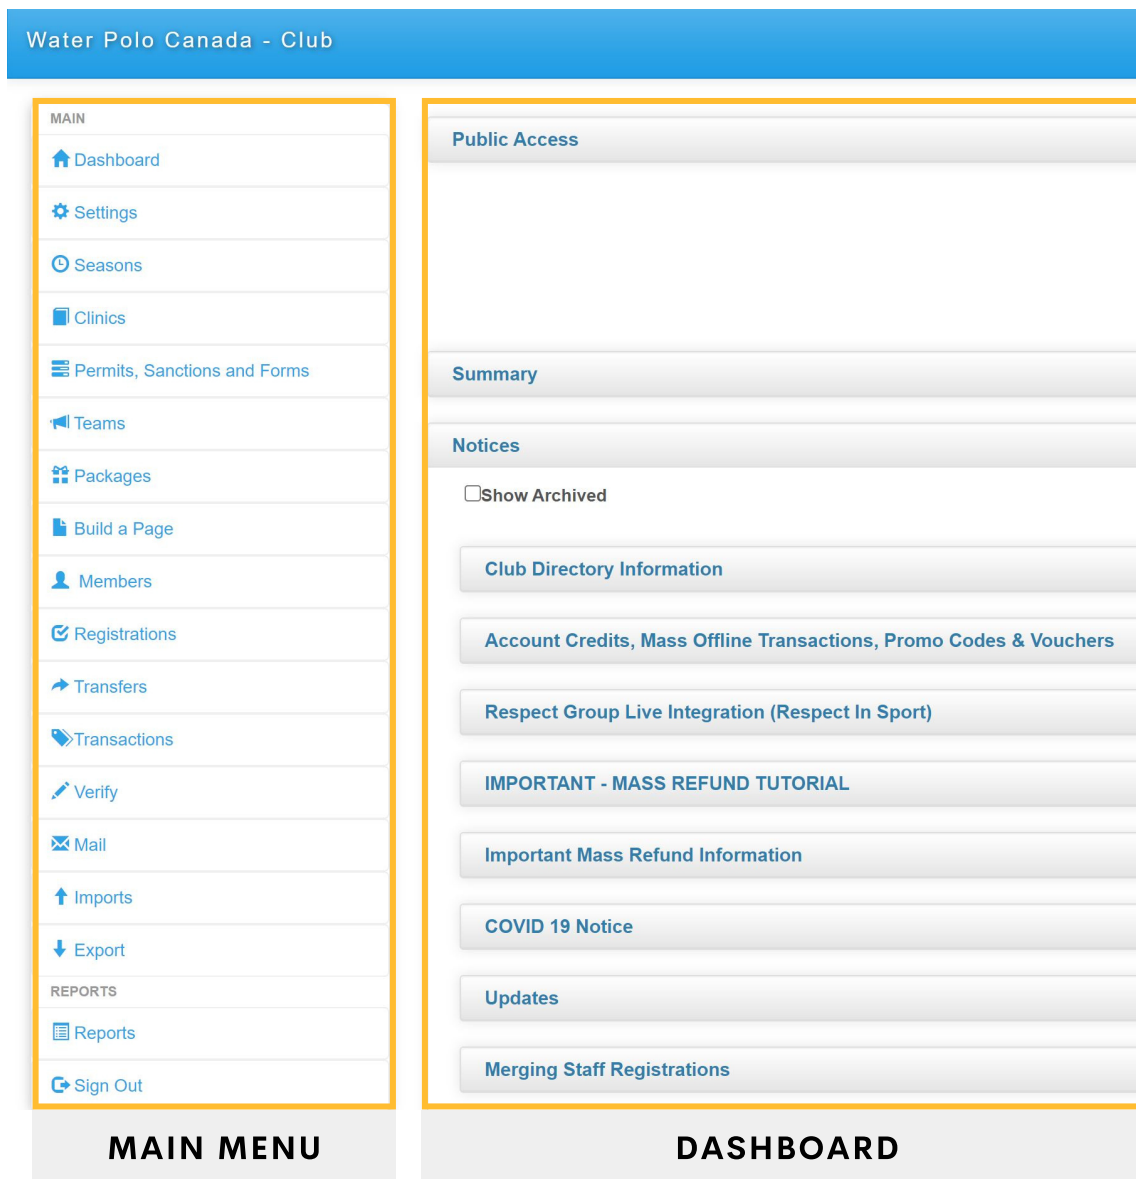 Water Polo Canada - Club
MAIN
Dashboard
Settings
Seasons
Clinics
Permits, Sanctions and Forms
Teams
Packages
Build a Page
Members
Registrations
Transfers
Transactions
Verify
Mail
Imports
Export
REPORTS
Reports
Sign Out
MAIN MENU
Public Access
Summary
Notices
Show Archived
Club Directory Information
Account Credits, Mass Offline Transactions, Promo Codes & Vouchers
Respect Group Live Integration (Respect In Sport)
IMPORTANT - MASS REFUND TUTORIAL
Important Mass Refund Information
COVID 19 Notice
Updates
Merging Staff Registrations
DASHBOARD